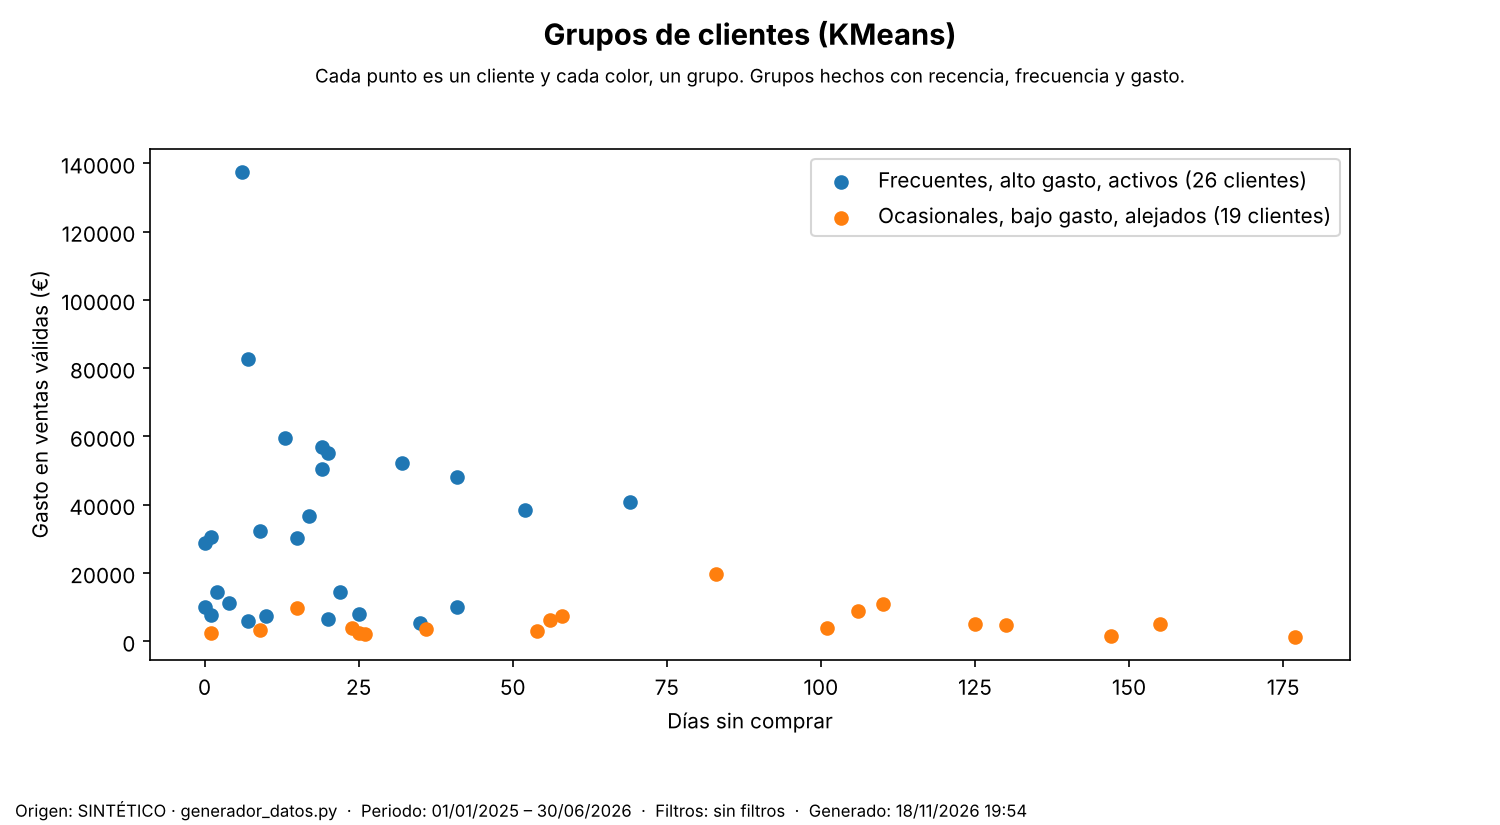 Grupos de clientes (KMeans)
Cada punto es un cliente y cada color, un grupo. Grupos hechos con recencia, frecuencia y gasto.
Frecuentes, alto gasto, activos (26 clientes)
Ocasionales, bajo gasto, alejados (19 clientes)
Gasto en ventas válidas (€)
140000
120000
100000
80000
60000
40000
20000
0
0 25 50 75 100 125 150 175
Días sin comprar
Origen: SINTÉTICO · generador_datos.py · Periodo: 01/01/2025 – 30/06/2026 · Filtros: sin filtros · Generado: 18/11/2026 19:54